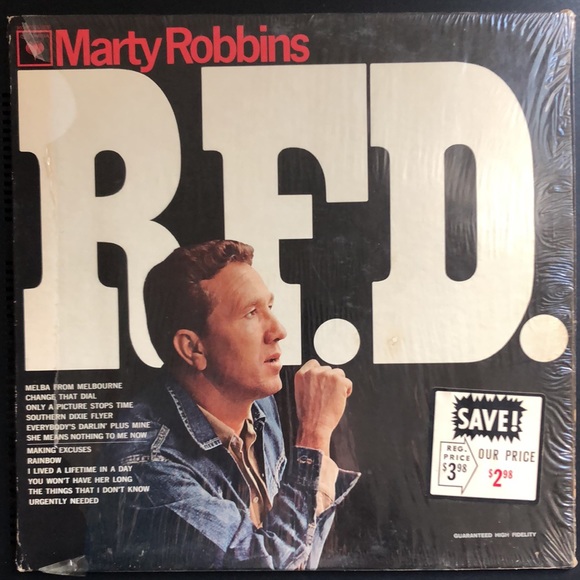 Marty Robbins
R.F.D.
MELBA FROM MELBOURNE
CHANGE THAT DIAL
ONLY A PICTURE STOPS TIME
SOUTHERN DIXIE FLYER
EVERYBODY'S DARLIN' PLUS MINE
SHE MEANS NOTHING TO ME NOW
MAKING EXCUSES
RAINBOW
I LIVED A LIFETIME IN A DAY
YOU WON'T HAVE HER LONG
THE THINGS THAT I DON'T KNOW
URGENTLY NEEDED
SAVE!
REG.
PRICE
$3.98
OUR PRICE
$2.98
GUARANTEED HIGH FIDELITY